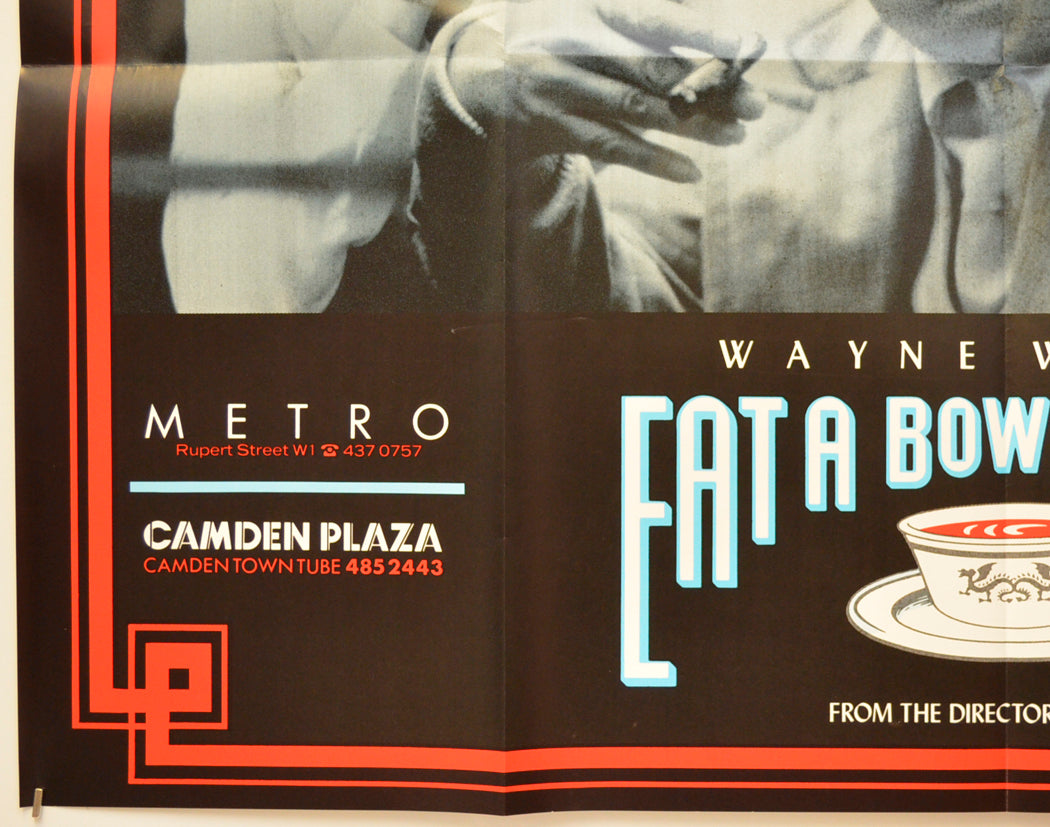 WAYNE W
METRO
Rupert Street W1 ☎ 437 0757
CAMDEN PLAZA
CAMDEN TOWN TUBE 485 2443
EAT A BOW
FROM THE DIRECTOR